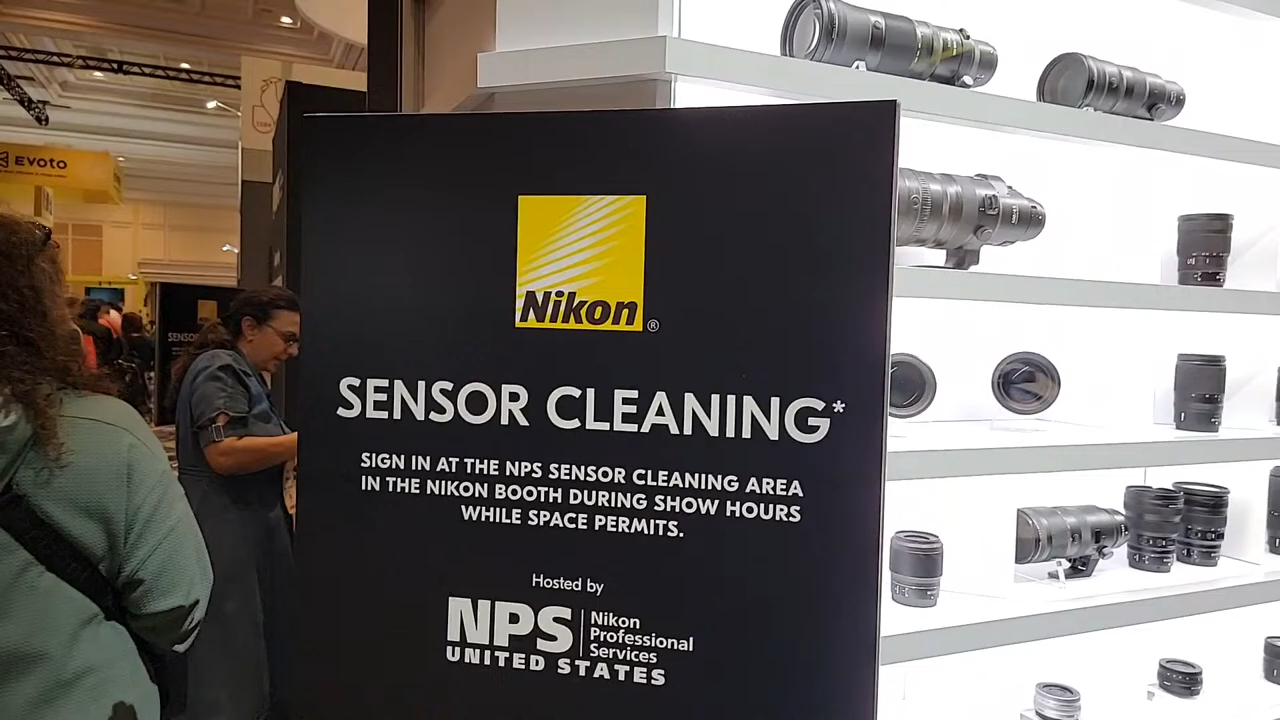 EVOTO
SENSOR
Nikon
®
SENSOR CLEANING*
SIGN IN AT THE NPS SENSOR CLEANING AREA
IN THE NIKON BOOTH DURING SHOW HOURS
WHILE SPACE PERMITS.
Hosted by
NPS
Nikon
Professional
Services
UNITED STATES